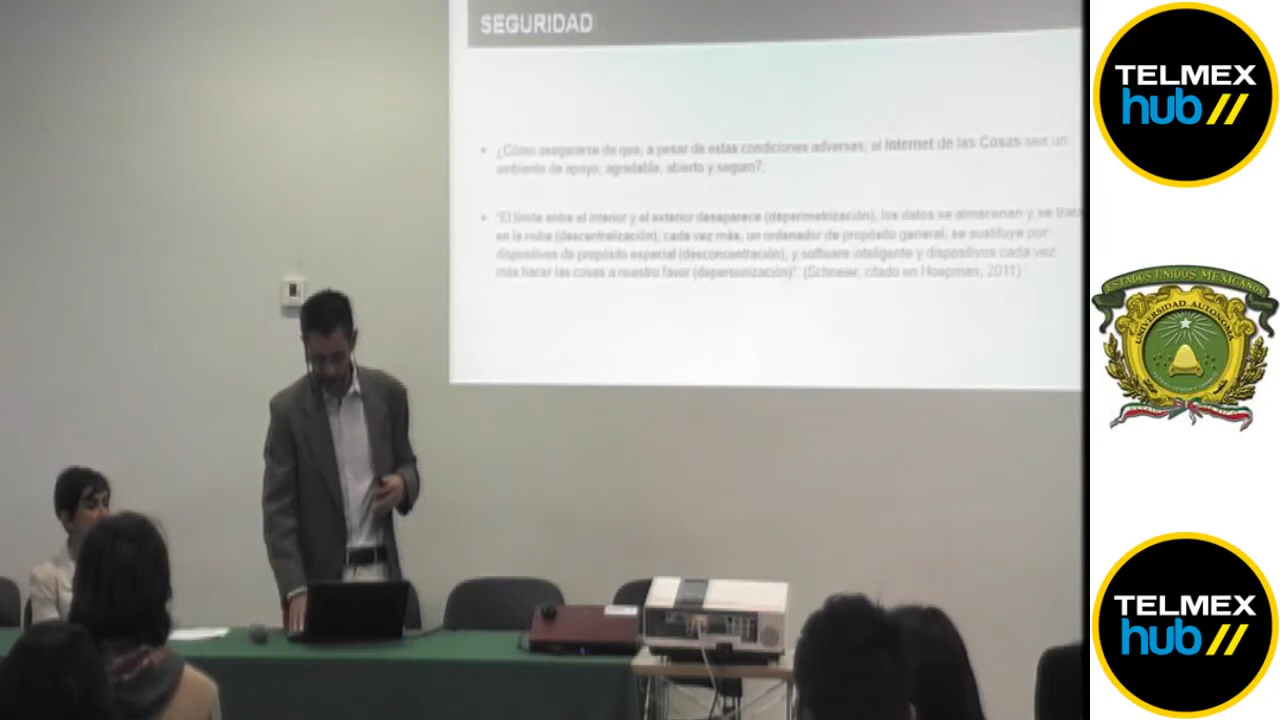 SEGURIDAD
¿Cómo asegurarse de que, a pesar de estas condiciones adversas, el Internet de las Cosas sea un
ambiente de apoyo, agradable, abierto y seguro?.
"El límite entre el interior y el exterior desaparece (deperimetrización), los datos se almacenan y se trata
en la nube (descentralización), cada vez más, un ordenador de propósito general, se sustituye por
dispositivos de propósito especial (desconcentración), y software inteligente y dispositivos cada vez
más hacer las cosas a nuestro favor (depersonización)" (Schneier, citado en Hoepman, 2011)
TELMEX
hub//
ESTADOS UNIDOS MEXICANOS
UNIVERSIDAD AUTÓNOMA
TELMEX
hub//